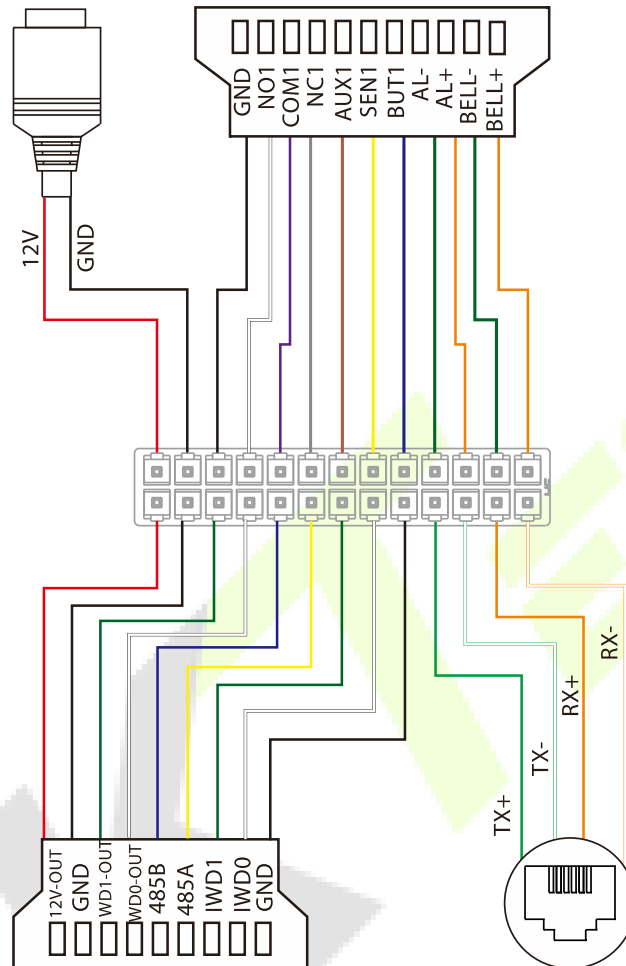 GND
NO1
COM1
NC1
AUX1
SEN1
BUT1
AL-
AL+
BELL-
BELL+
12V
GND
RX-
RX+
TX-
TX+
12V-OUT
GND
WD1-OUT
WD0-OUT
485B
485A
IWD1
IWD0
GND